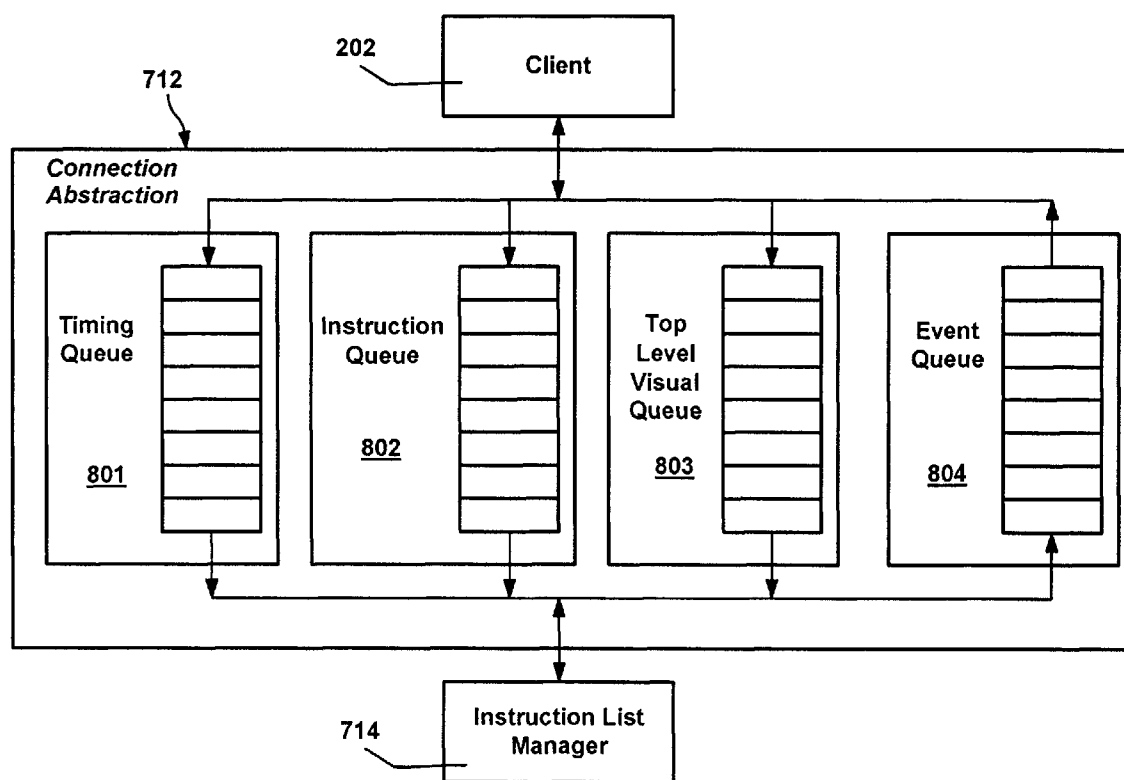 202
Client
712
Connection
Abstraction
Timing
Queue
801
Instruction
Queue
802
Top
Level
Visual
Queue
803
Event
Queue
804
714
Instruction List
Manager